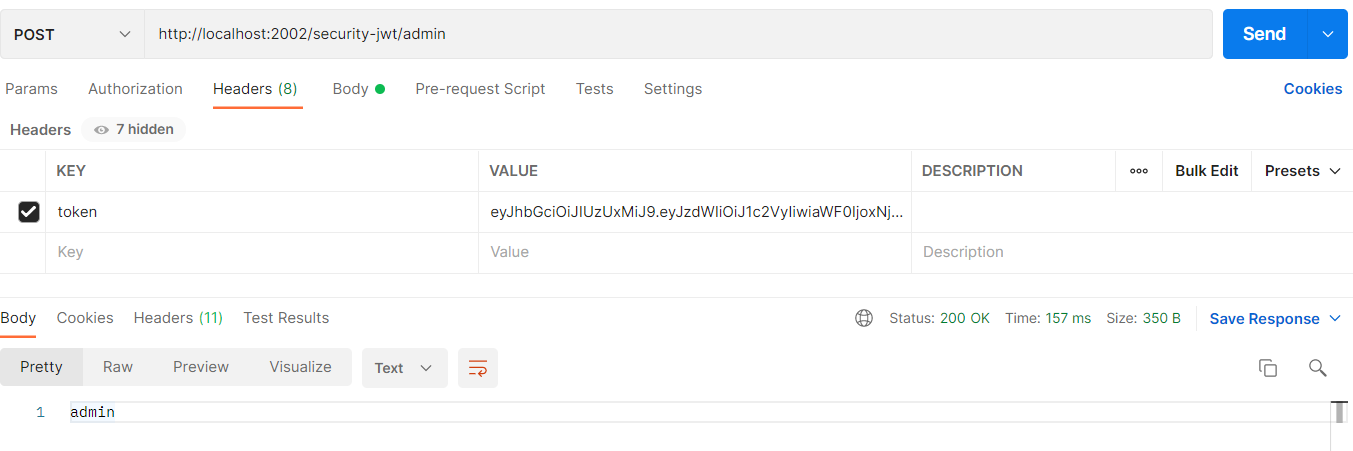 POST http://localhost:2002/security-jwt/admin Send
Params Authorization Headers (8) Body Pre-request Script Tests Settings Cookies
Headers 7 hidden
KEY VALUE DESCRIPTION ooo Bulk Edit Presets
token eyJhbGciOiJIUzUxMiJ9.eyJzdWIiOiJ1c2VyIiwiaWF0IjoxNj...
Key Value Description
Body Cookies Headers (11) Test Results Status: 200 OK Time: 157 ms Size: 350 B Save Response
Pretty Raw Preview Visualize Text
1 admin